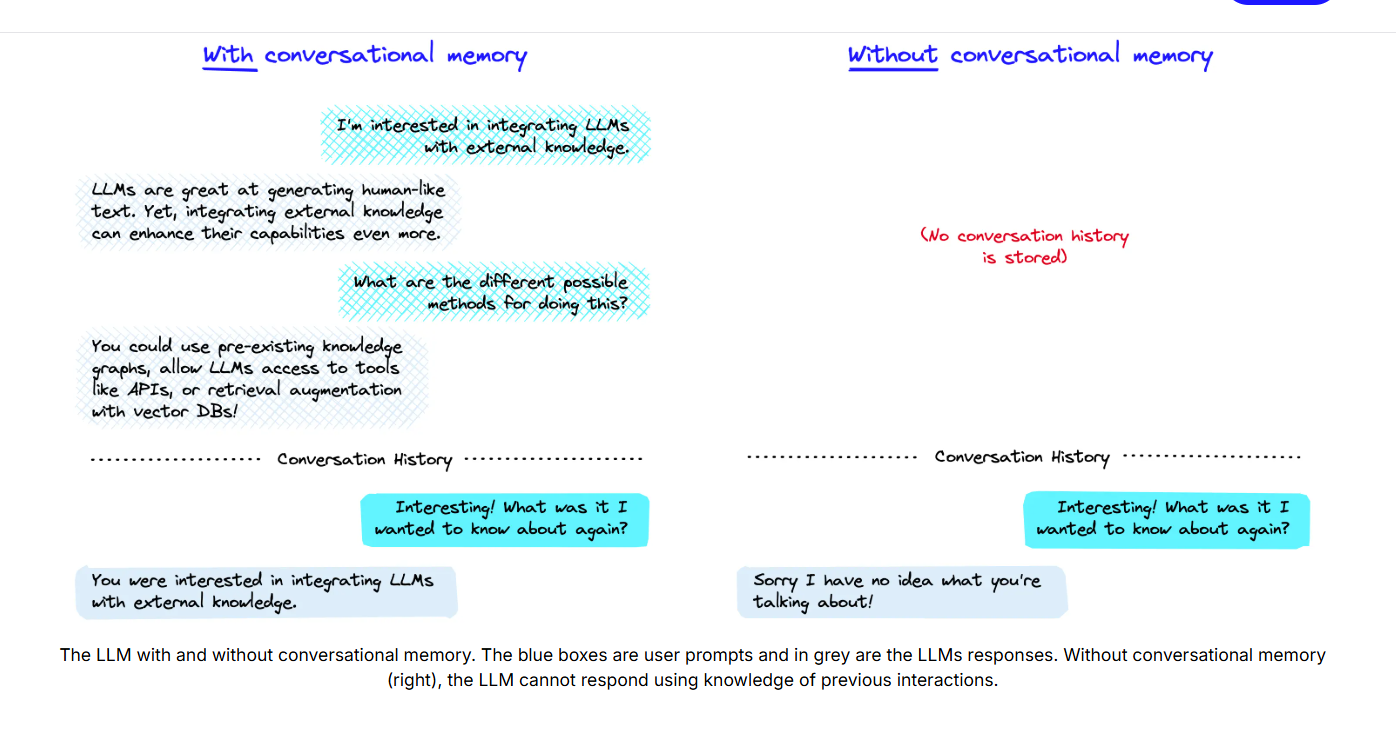 With conversational memory
I'm interested in integrating LLMs
with external knowledge.
LLMs are great at generating human-like
text. Yet, integrating external knowledge
can enhance their capabilities even more.
What are the different possible
methods for doing this?
You could use pre-existing knowledge
graphs, allow LLMs access to tools
like APIs, or retrieval augmentation
with vector DBs!
Conversation History
Interesting! What was it I
wanted to know about again?
You were interested in integrating LLMs
with external knowledge.
Without conversational memory
(No conversation history
is stored)
Conversation History
Interesting! What was it I
wanted to know about again?
Sorry I have no idea what you're
talking about!
The LLM with and without conversational memory. The blue boxes are user prompts and in grey are the LLMs responses. Without conversational memory
(right), the LLM cannot respond using knowledge of previous interactions.